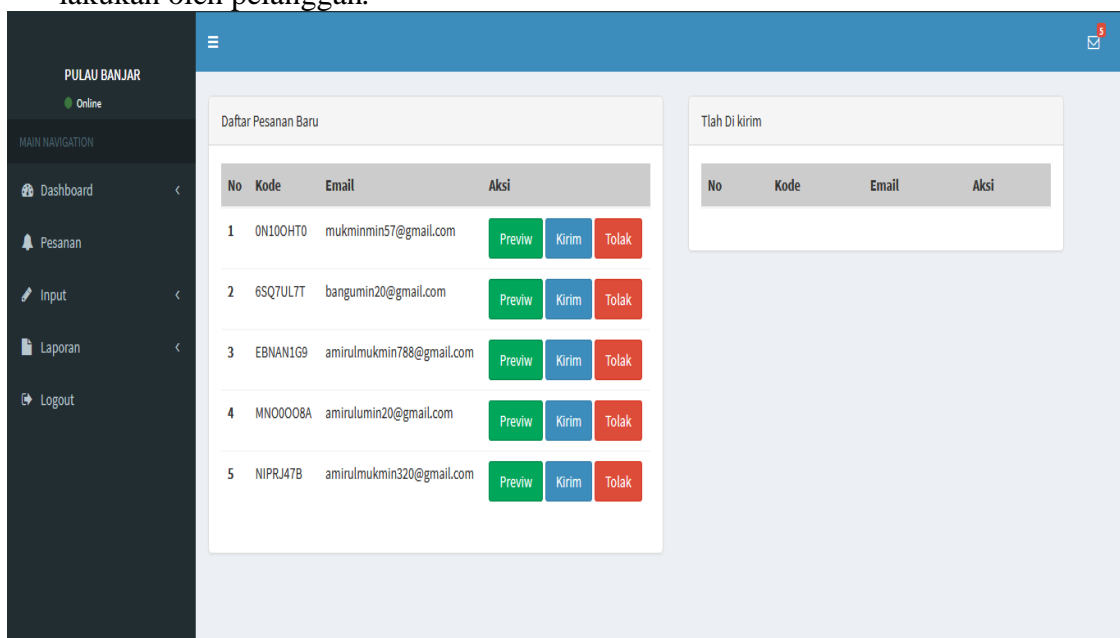 lakukan oleh pelanggan.
5
PULAU BANJAR
Online
MAIN NAVIGATION
Dashboard
Pesanan
Input
Laporan
Logout
Daftar Pesanan Baru
No Kode Email Aksi
1 0N10OHT0 mukminmin57@gmail.com Previw Kirim Tolak
2 6SQ7UL7T bangumin20@gmail.com Previw Kirim Tolak
3 EBNAN1G9 amirulmukmin788@gmail.com Previw Kirim Tolak
4 MNO0OO8A amirulumin20@gmail.com Previw Kirim Tolak
5 NIPRJ47B amirulmukmin320@gmail.com Previw Kirim Tolak
Tlah Di kirim
No Kode Email Aksi